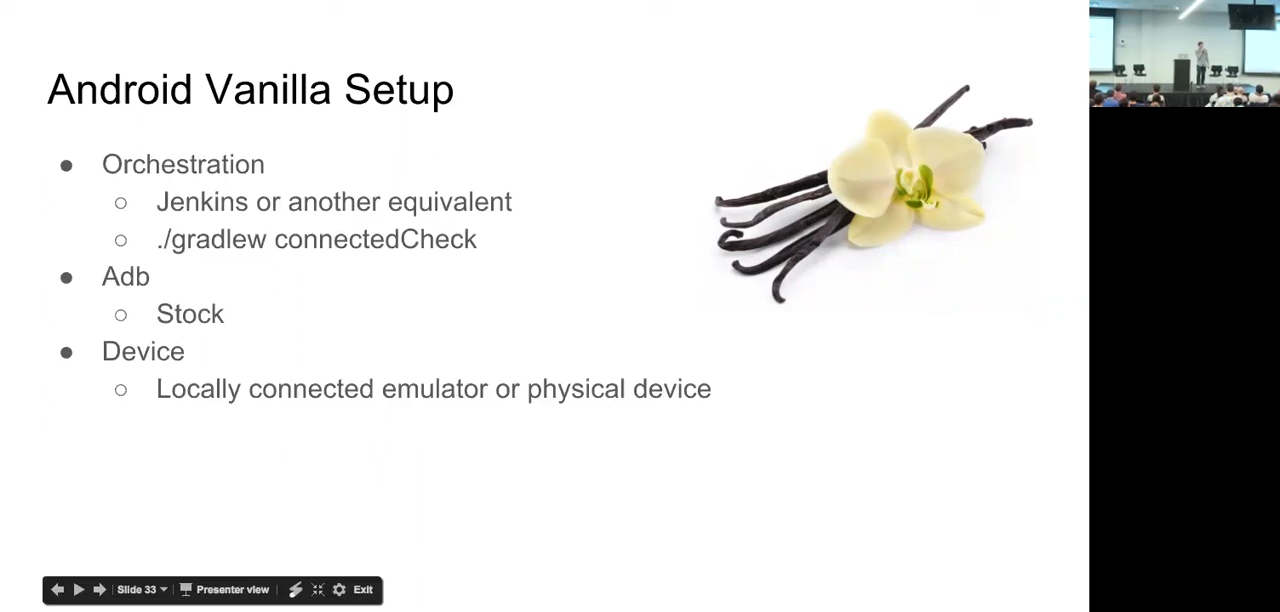 Android Vanilla Setup
● Orchestration
○ Jenkins or another equivalent
○ ./gradlew connectedCheck
● Adb
○ Stock
● Device
○ Locally connected emulator or physical device
Slide 33 Presenter view Exit